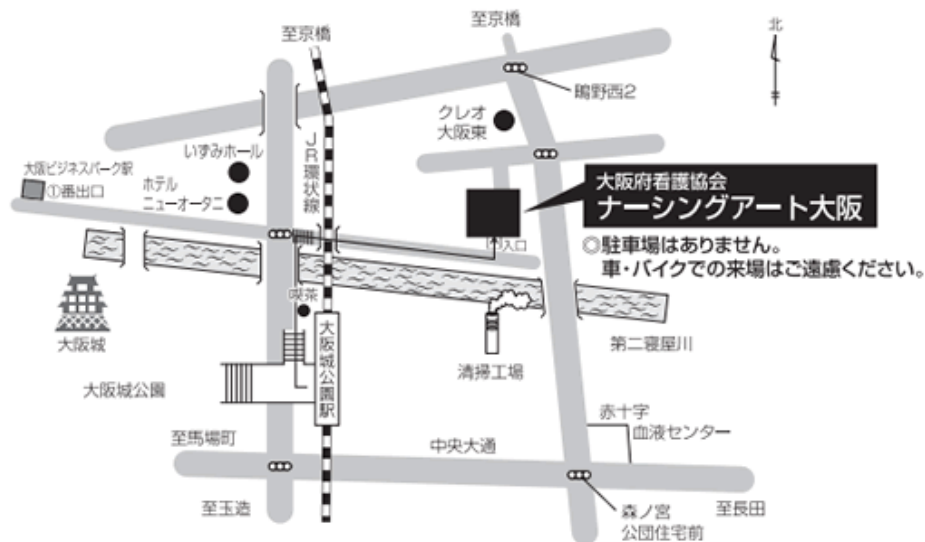 至京橋
至京橋
北
鴫野西2
クレオ
大阪東
いずみホール
JR環状線
大阪ビジネスパーク駅
①番出口
ホテル
ニューオータニ
大阪府看護協会
ナーシングアート大阪
入口
◎駐車場はありません。
車・バイクでの来場はご遠慮ください。
喫茶
大阪城
大阪城公園駅
清掃工場
第二寝屋川
大阪城公園
赤十字
血液センター
至馬場町
中央大通
至玉造
森ノ宮
公団住宅前
至長田